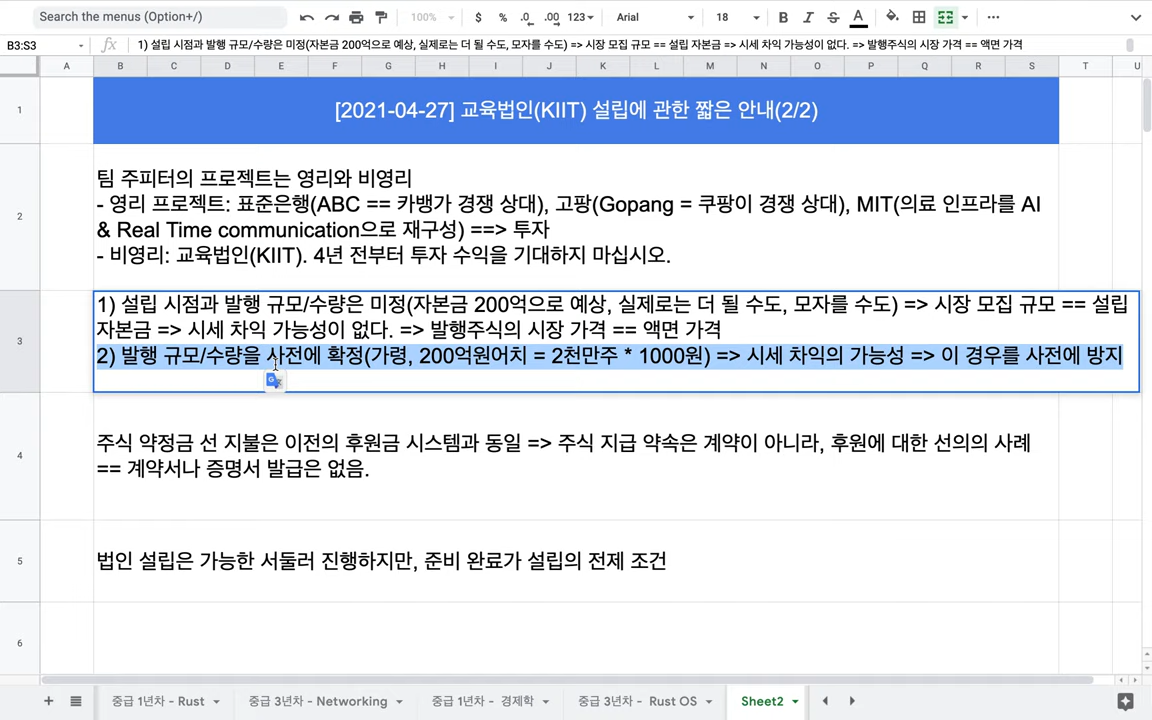 Search the menus (Option+/)
100%
$ % .0 .00 123 Arial 18 B I S A
B3:S3
fx 1) 설립 시점과 발행 규모/수량은 미정(자본금 200억으로 예상, 실제로는 더 될 수도, 모자를 수도) => 시장 모집 규모 == 설립 자본금 => 시세 차익 가능성이 없다. => 발행주식의 시장 가격 == 액면 가격
A B C D E F G H I J K L M N O P Q R S T U
1
[2021-04-27] 교육법인(KIIT) 설립에 관한 짧은 안내(2/2)
2
팀 주피터의 프로젝트는 영리와 비영리
- 영리 프로젝트: 표준은행(ABC == 카뱅가 경쟁 상대), 고팡(Gopang = 쿠팡이 경쟁 상대), MIT(의료 인프라를 AI
& Real Time communication으로 재구성) ==> 투자
- 비영리: 교육법인(KIIT). 4년 전부터 투자 수익을 기대하지 마십시오.
3
1) 설립 시점과 발행 규모/수량은 미정(자본금 200억으로 예상, 실제로는 더 될 수도, 모자를 수도) => 시장 모집 규모 == 설립
자본금 => 시세 차익 가능성이 없다. => 발행주식의 시장 가격 == 액면 가격
2) 발행 규모/수량을 사전에 확정(가령, 200억원어치 = 2천만주 * 1000원) => 시세 차익의 가능성 => 이 경우를 사전에 방지
4
주식 약정금 선 지불은 이전의 후원금 시스템과 동일 => 주식 지급 약속은 계약이 아니라, 후원에 대한 선의의 사례
== 계약서나 증명서 발급은 없음.
5
법인 설립은 가능한 서둘러 진행하지만, 준비 완료가 설립의 전제 조건
6
중급 1년차 - Rust
중급 3년차 - Networking
중급 1년차 - 경제학
중급 3년차 - Rust OS
Sheet2